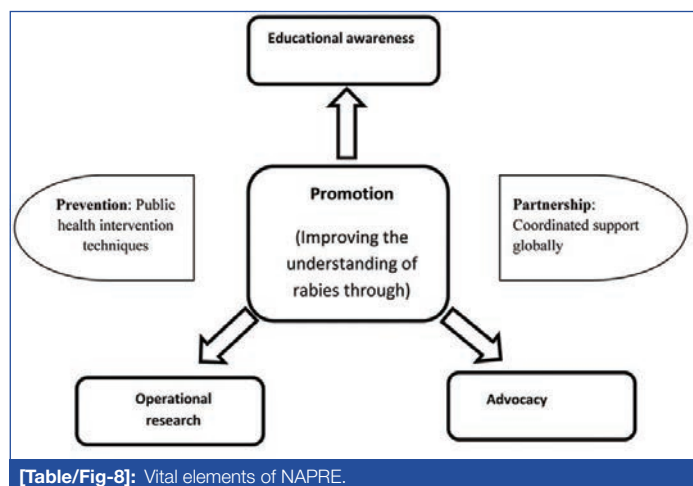 Educational awareness
Prevention: Public
health intervention
techniques
Promotion
(Improving the
understanding of
rabies through)
Partnership:
Coordinated support
globally
Operational
research
Advocacy
[Table/Fig-8]: Vital elements of NAPRE.